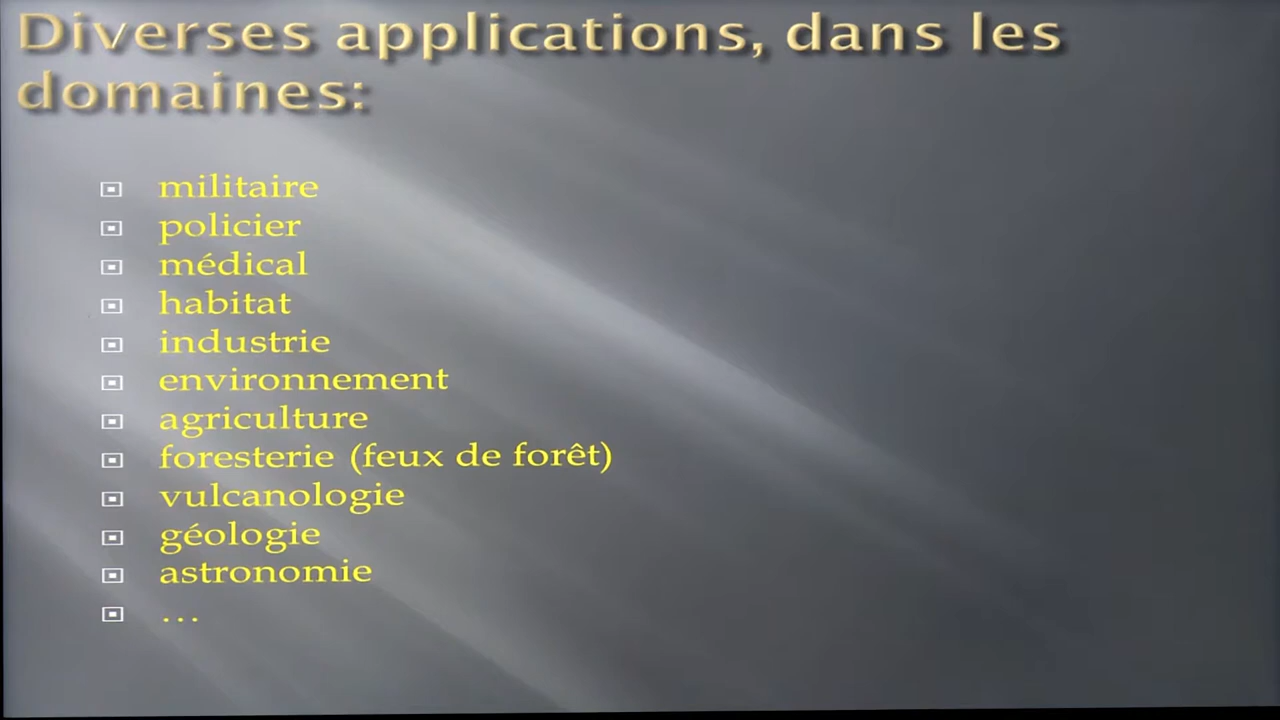 Diverses applications, dans les
domaines:
militaire
policier
médical
habitat
industrie
environnement
agriculture
foresterie (feux de forêt)
vulcanologie
géologie
astronomie
...